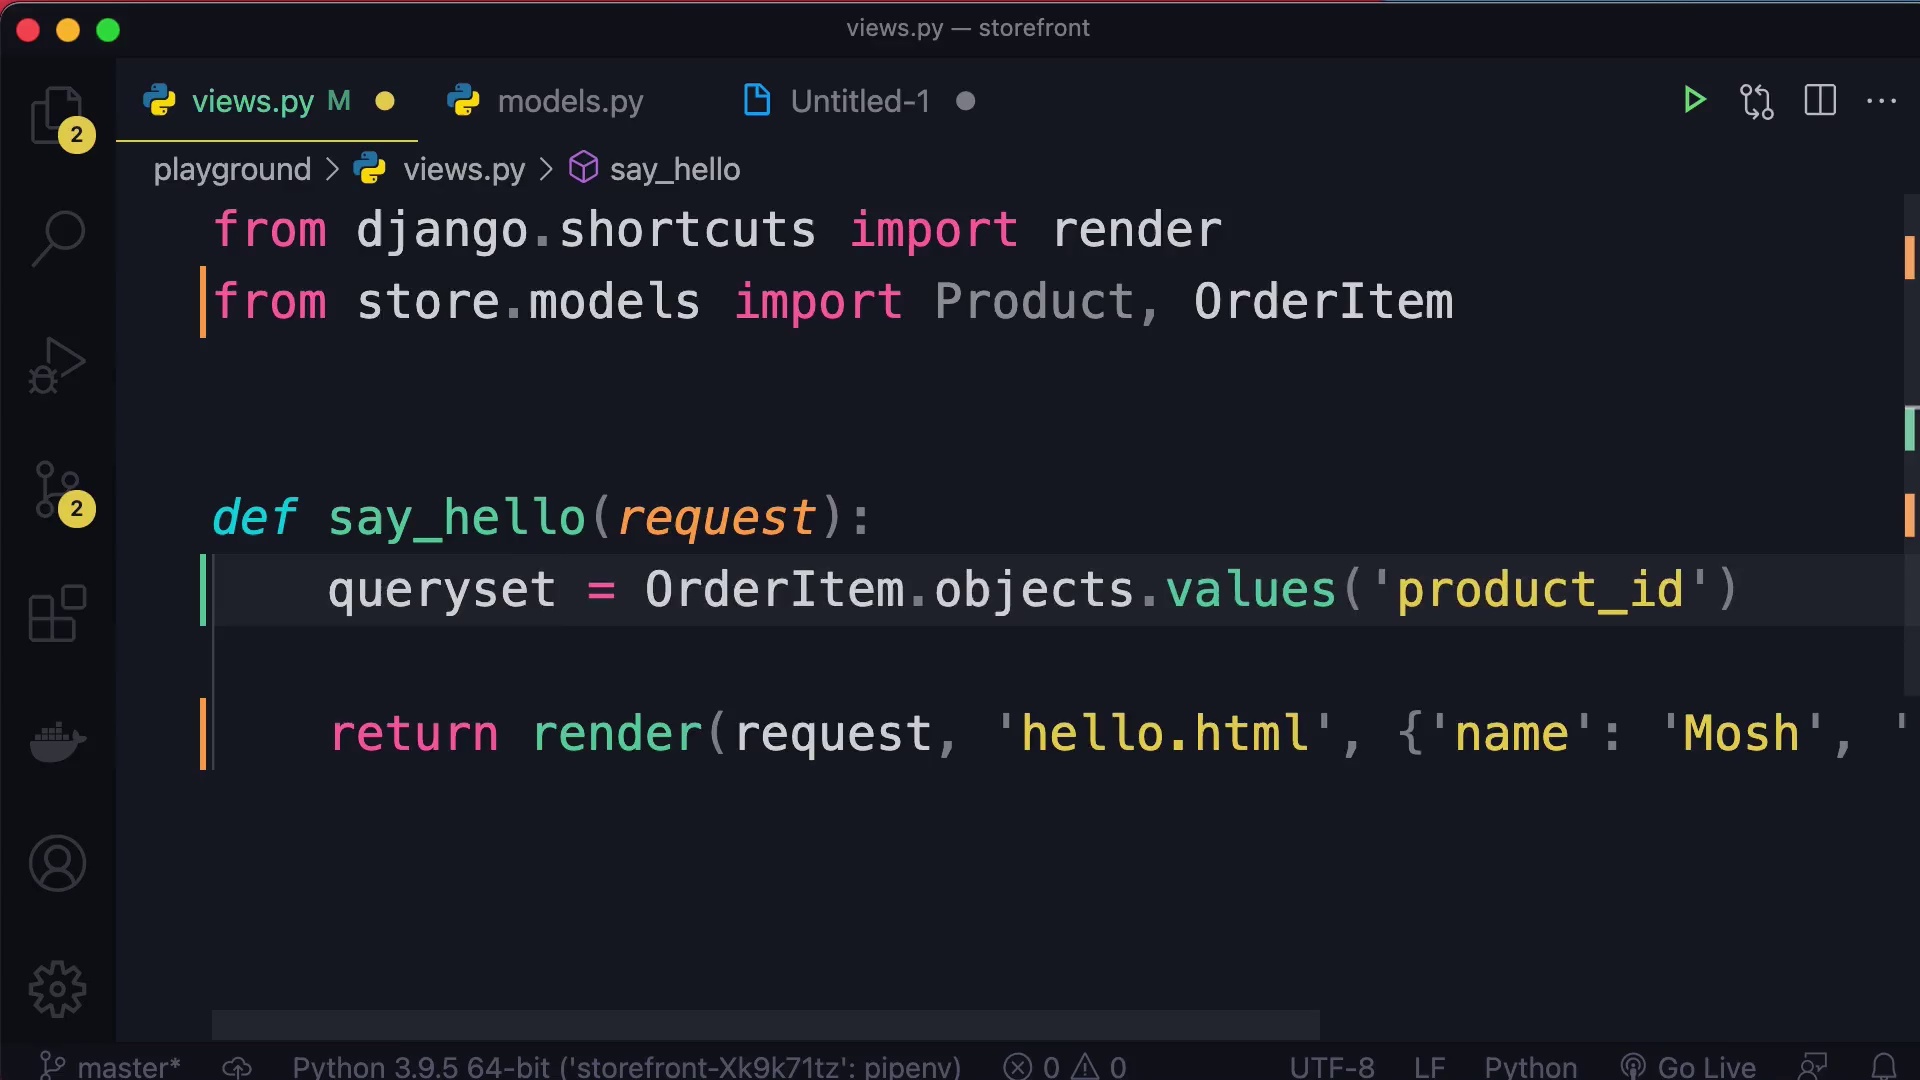 views.py — storefront
views.py M models.py Untitled-1
2
playground > views.py > say_hello
from django.shortcuts import render
from store.models import Product, OrderItem
def say_hello(request):
2
queryset = OrderItem.objects.values('product_id')
return render(request, 'hello.html', {'name': 'Mosh', '
master* Python 3.9.5 64-bit ('storefront-Xk9k71tz': pipenv) 0 0 UTF-8 LF Python Go Live